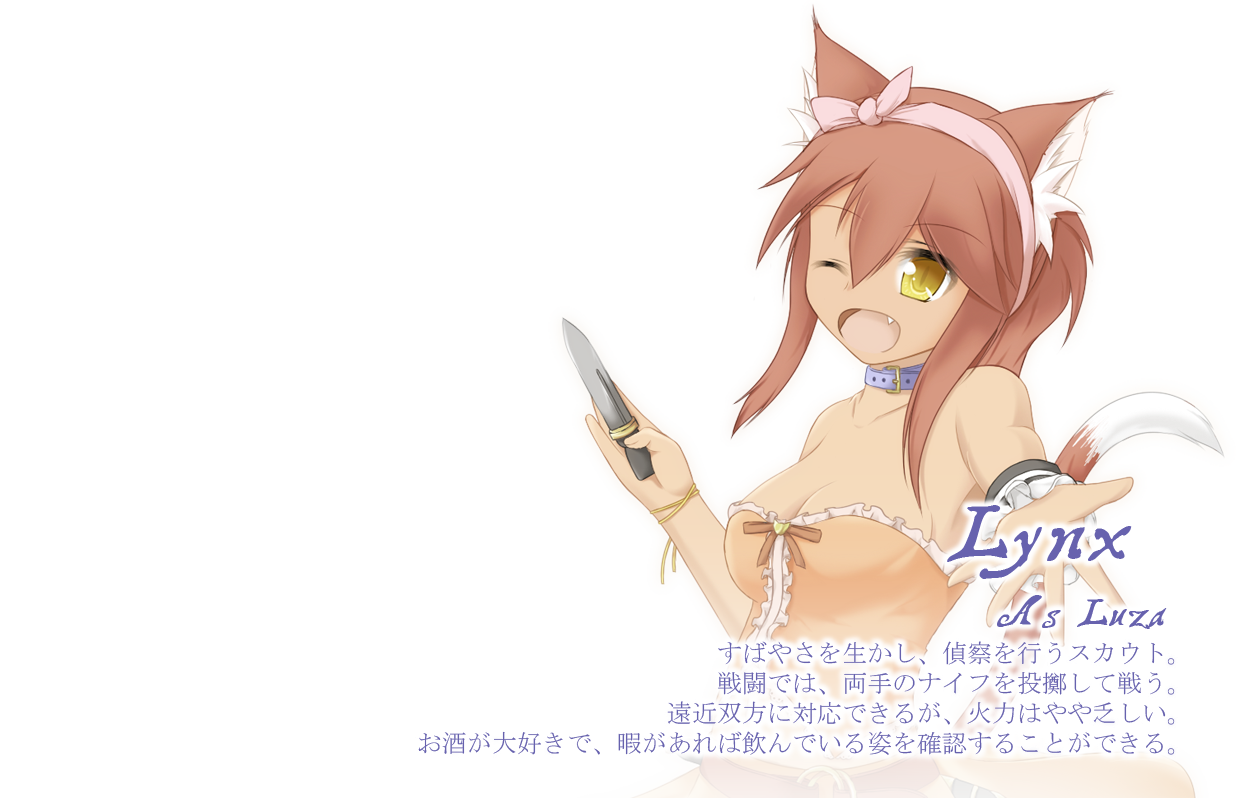 Lynx
As Luza
すばやさを生かし、偵察を行うスカウト。
戦闘では、両手のナイフを投擲して戦う。
遠近双方に対応できるが、火力はやや乏しい。
お酒が大好きで、暇があれば飲んでいる姿を確認することができる。